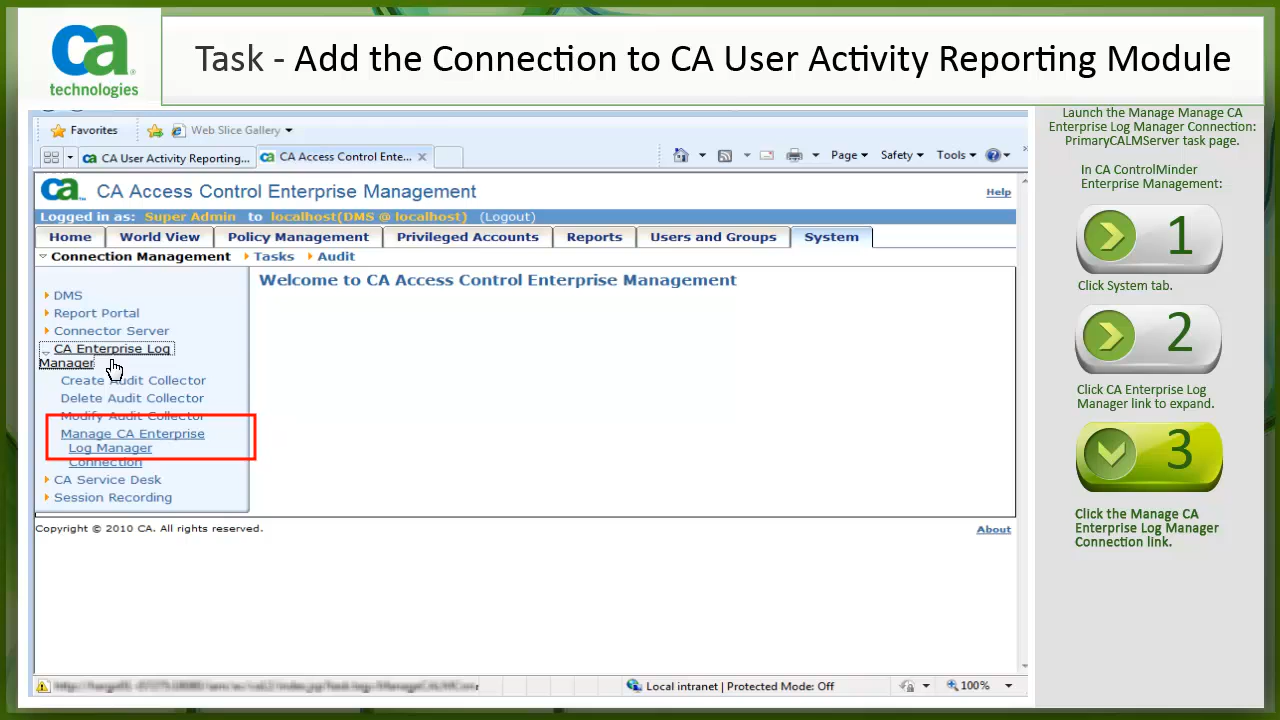 ca
technologies
Task - Add the Connection to CA User Activity Reporting Module
Favorites
Web Slice Gallery
CA User Activity Reporting...
CA Access Control Ente...
Page
Safety
Tools
ca
CA Access Control Enterprise Management
Help
Logged in as: Super Admin to localhost(DMS @ localhost) (Logout)
Home
World View
Policy Management
Privileged Accounts
Reports
Users and Groups
System
Connection Management
Tasks
Audit
DMS
Report Portal
Connector Server
CA Enterprise Log
Manager
Create Audit Collector
Delete Audit Collector
Modify Audit Collector
Manage CA Enterprise
Log Manager
Connection
CA Service Desk
Session Recording
Welcome to CA Access Control Enterprise Management
Copyright © 2010 CA. All rights reserved.
About
Local intranet | Protected Mode: Off
100%
Launch the Manage Manage CA
Enterprise Log Manager Connection:
PrimaryCALMServer task page.
In CA ControlMinder
Enterprise Management:
1
Click System tab.
2
Click CA Enterprise Log
Manager link to expand.
3
Click the Manage CA
Enterprise Log Manager
Connection link.